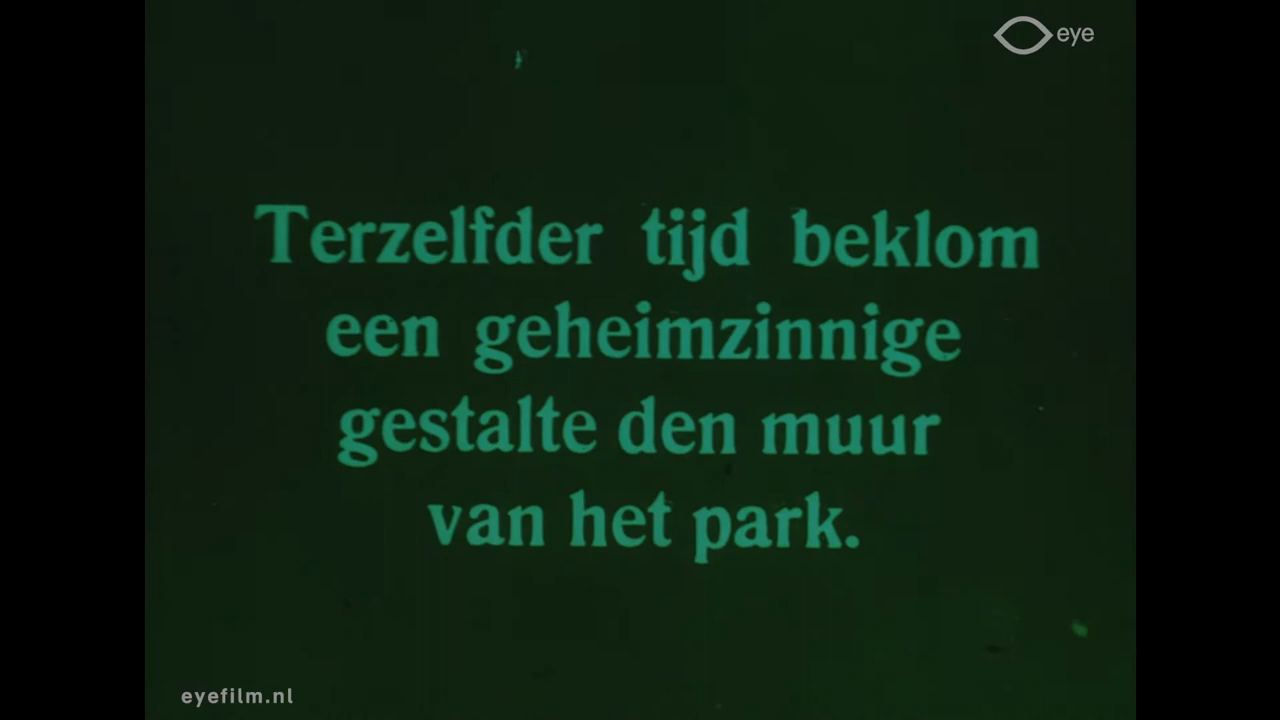 eye
Terzelfder tijd beklom
een geheimzinnige
gestalte den muur
van het park.
eyefilm.nl